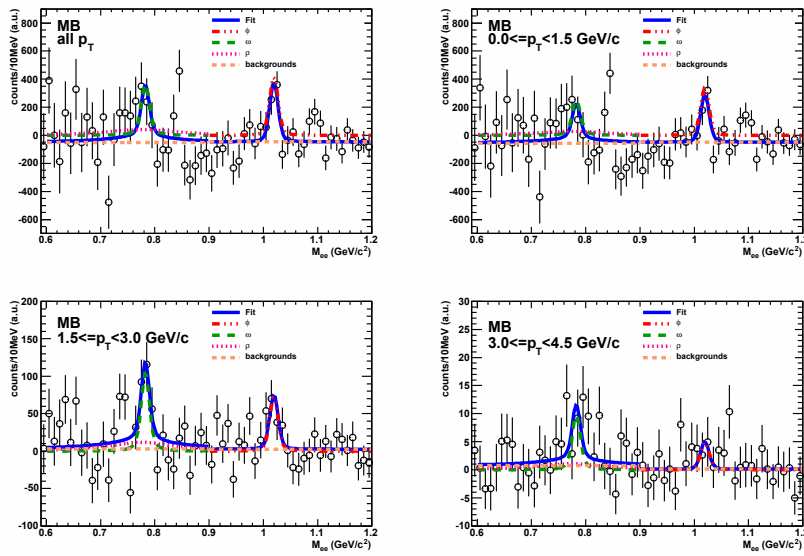 MB
all p_T
Fit
ϕ
ω
ρ
backgrounds
counts/10MeV (a.u.)
800
600
400
200
0
-200
-400
-600
0.6 0.7 0.8 0.9 1 1.1 1.2
M_ee (GeV/c²)
MB
0.0<=p_T<1.5 GeV/c
Fit
ϕ
ω
ρ
backgrounds
counts/10MeV (a.u.)
800
600
400
200
0
-200
-400
-600
0.6 0.7 0.8 0.9 1 1.1 1.2
M_ee (GeV/c²)
MB
1.5<=p_T<3.0 GeV/c
Fit
ϕ
ω
ρ
backgrounds
counts/10MeV (a.u.)
200
150
100
50
0
-50
-100
0.6 0.7 0.8 0.9 1 1.1 1.2
M_ee (GeV/c²)
MB
3.0<=p_T<4.5 GeV/c
Fit
ϕ
ω
ρ
backgrounds
counts/10MeV (a.u.)
30
25
20
15
10
5
0
-5
-10
0.6 0.7 0.8 0.9 1 1.1 1.2
M_ee (GeV/c²)